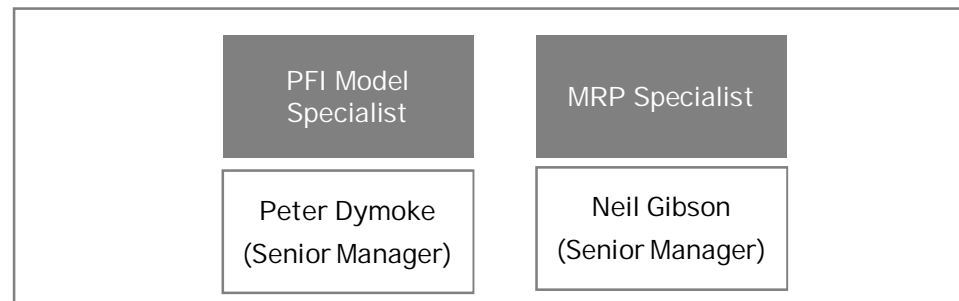 PFI Model
Specialist
MRP Specialist
Peter Dymoke
(Senior Manager)
Neil Gibson
(Senior Manager)